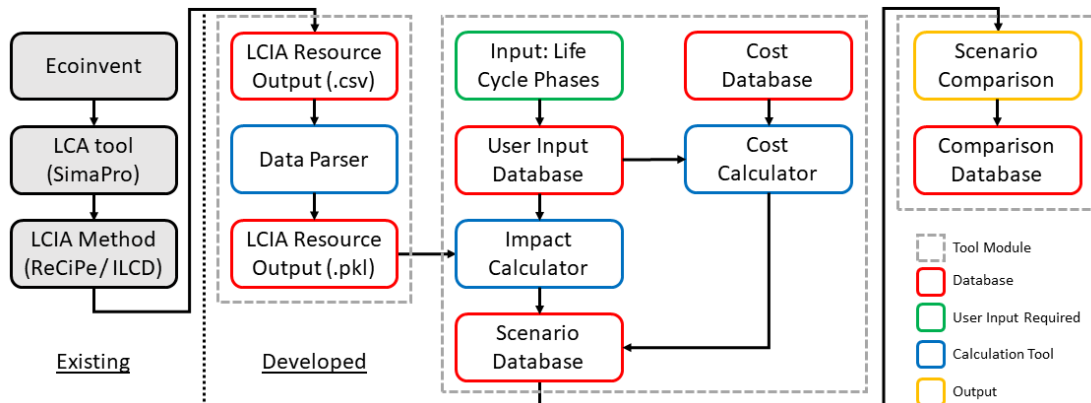 Ecoinvent
LCA tool
(SimaPro)
LCIA Method
(ReCiPe/ ILCD)
Existing
LCIA Resource
Output (.csv)
Data Parser
LCIA Resource
Output (.pkl)
Developed
Input: Life
Cycle Phases
User Input
Database
Impact
Calculator
Scenario
Database
Cost
Database
Cost
Calculator
Scenario
Comparison
Comparison
Database
Tool Module
Database
User Input Required
Calculation Tool
Output